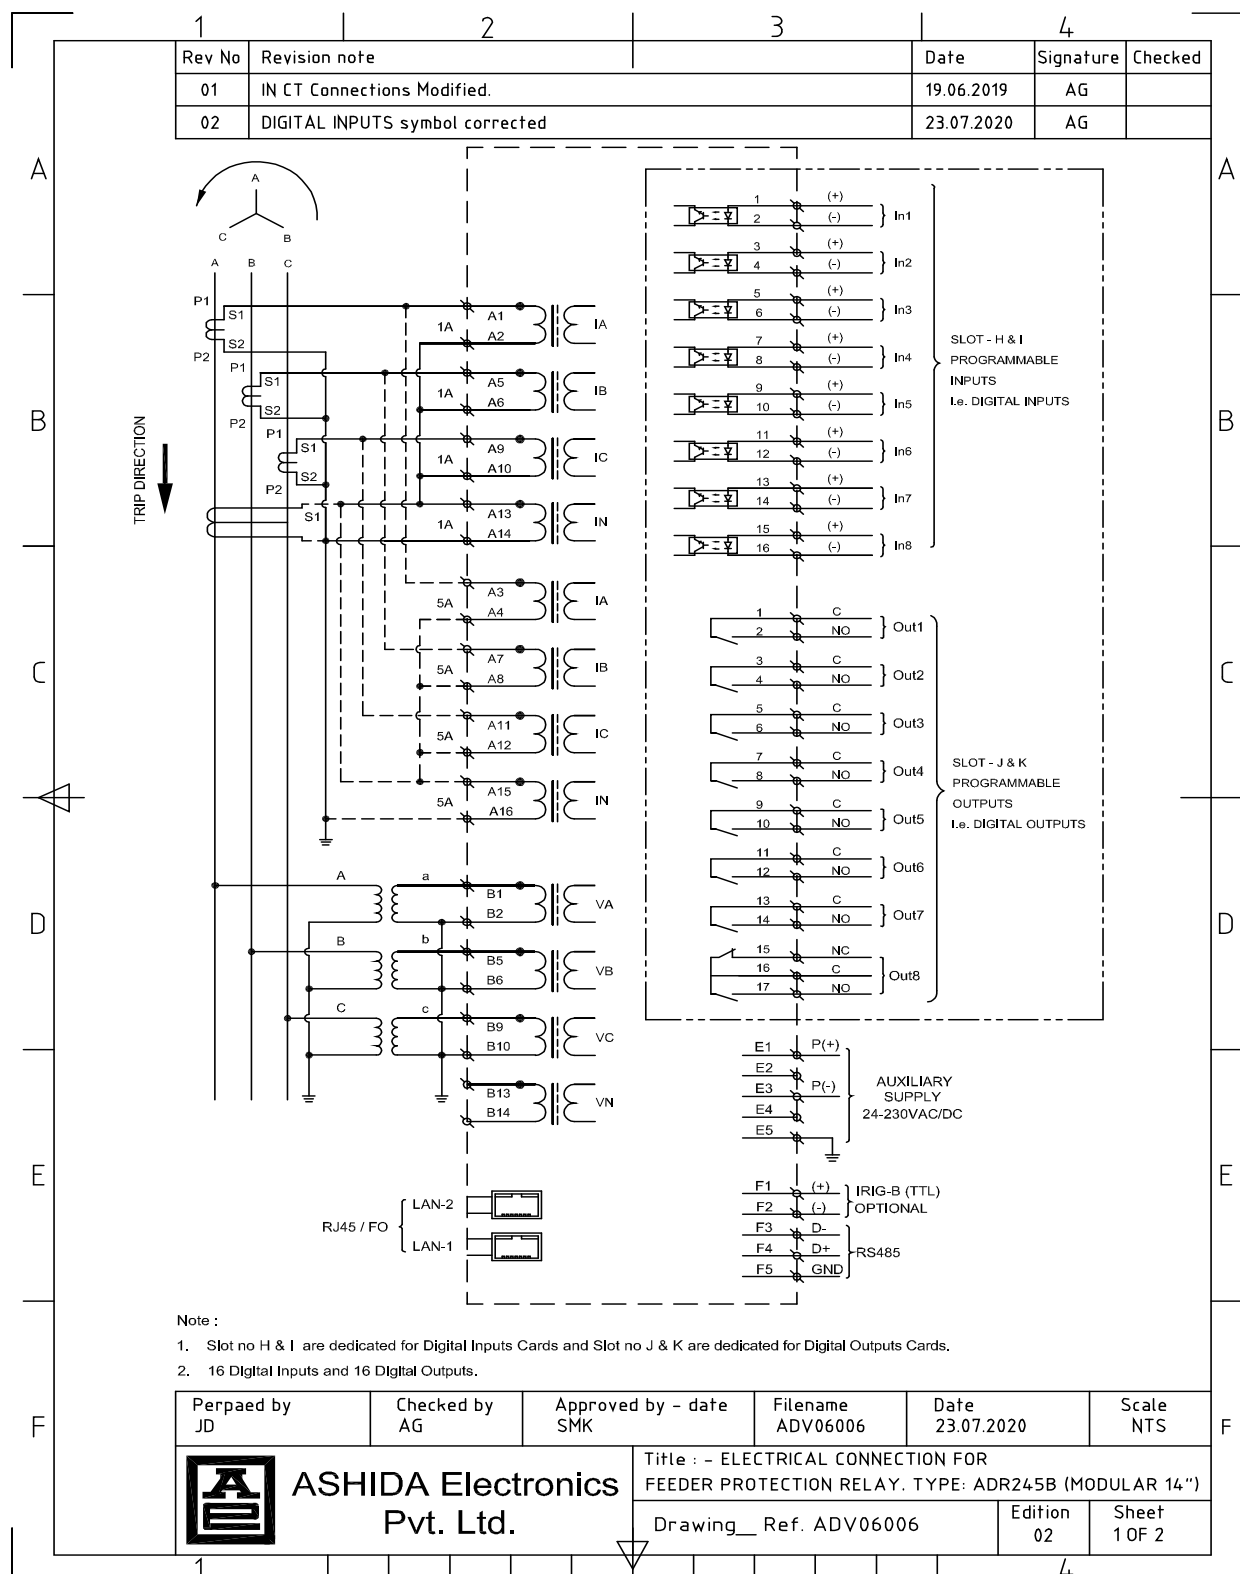 1 2 3 4
Rev No Revision note Date Signature Checked
01 IN CT Connections Modified. 19.06.2019 AG
02 DIGITAL INPUTS symbol corrected 23.07.2020 AG
A A
B B
C C
D D
E E
F F
A
C B
A B C
P1 S1
S2
P2
P1 S1
S2
P2
P1 S1
S2
P2
S1
TRIP DIRECTION
1A A1 A2 IA
1A A5 A6 IB
1A A9 A10 IC
1A A13 A14 IN
5A A3 A4 IA
5A A7 A8 IB
5A A11 A12 IC
5A A15 A16 IN
A a B1 B2 VA
B b B5 B6 VB
C c B9 B10 VC
B13 B14 VN
RJ45 / FO
LAN-2
LAN-1
1 (+)
2 (-) In1
3 (+)
4 (-) In2
5 (+)
6 (-) In3
7 (+)
8 (-) In4
9 (+)
10 (-) In5
11 (+)
12 (-) In6
13 (+)
14 (-) In7
15 (+)
16 (-) In8
SLOT - H & I
PROGRAMMABLE
INPUTS
I.e. DIGITAL INPUTS
1 C
2 NO Out1
3 C
4 NO Out2
5 C
6 NO Out3
7 C
8 NO Out4
9 C
10 NO Out5
11 C
12 NO Out6
13 C
14 NO Out7
15 NC
16 C Out8
17 NO
SLOT - J & K
PROGRAMMABLE
OUTPUTS
I.e. DIGITAL OUTPUTS
E1 P(+)
E2
E3 P(-)
E4
E5
AUXILIARY
SUPPLY
24-230VAC/DC
F1 (+)
F2 (-)
IRIG-B (TTL)
OPTIONAL
F3 D-
F4 D+
F5 GND
RS485
Note :
1. Slot no H & I are dedicated for Digital Inputs Cards and Slot no J & K are dedicated for Digital Outputs Cards.
2. 16 Digital Inputs and 16 Digital Outputs.
Perpaed by Checked by Approved by - date Filename Date Scale
JD AG SMK ADV06006 23.07.2020 NTS
ASHIDA Electronics
Pvt. Ltd.
Title : - ELECTRICAL CONNECTION FOR
FEEDER PROTECTION RELAY. TYPE: ADR245B (MODULAR 14")
Drawing__ Ref. ADV06006
Edition
02
Sheet
1 OF 2
1 4